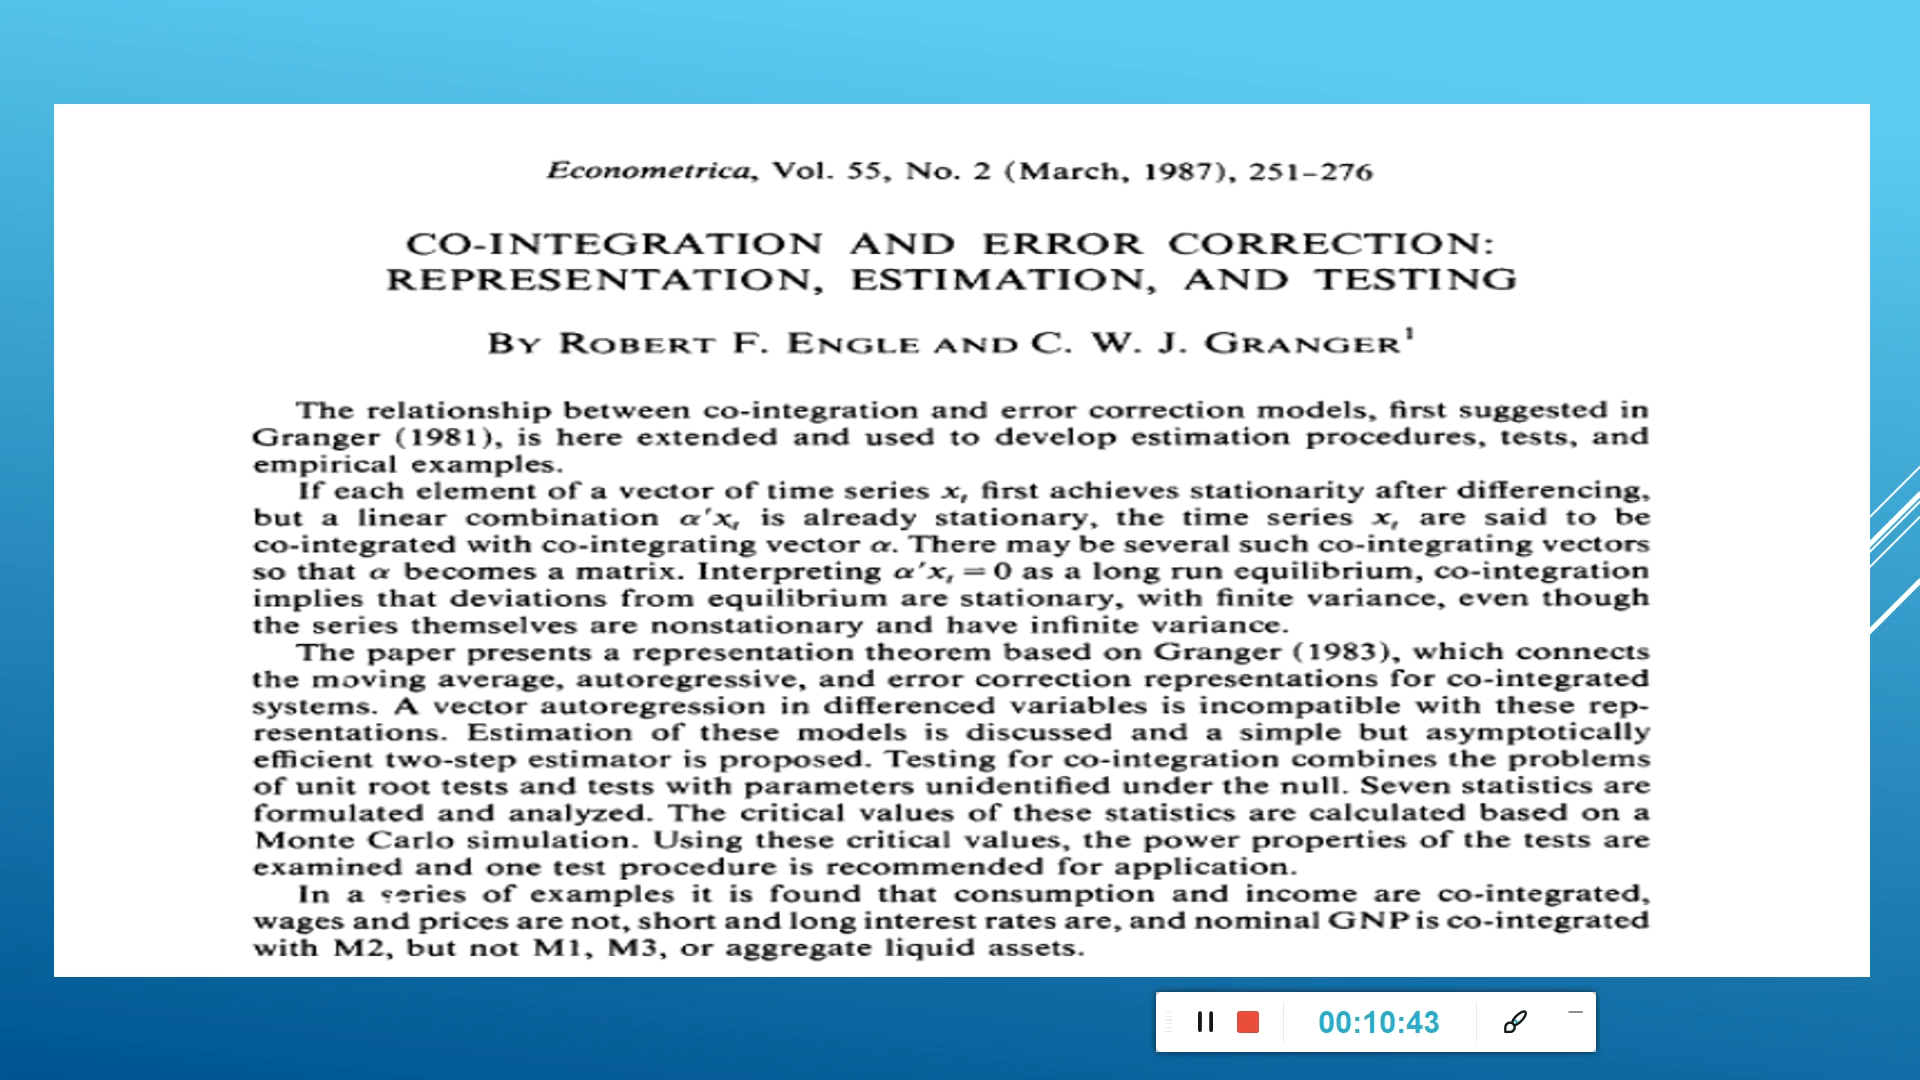 Econometrica, Vol. 55, No. 2 (March, 1987), 251–276
CO-INTEGRATION AND ERROR CORRECTION:
REPRESENTATION, ESTIMATION, AND TESTING
BY ROBERT F. ENGLE AND C. W. J. GRANGER¹
The relationship between co-integration and error correction models, first suggested in
Granger (1981), is here extended and used to develop estimation procedures, tests, and
empirical examples.
If each element of a vector of time series xₜ first achieves stationarity after differencing,
but a linear combination α′xₜ is already stationary, the time series xₜ are said to be
co-integrated with co-integrating vector α. There may be several such co-integrating vectors
so that α becomes a matrix. Interpreting α′xₜ = 0 as a long run equilibrium, co-integration
implies that deviations from equilibrium are stationary, with finite variance, even though
the series themselves are nonstationary and have infinite variance.
The paper presents a representation theorem based on Granger (1983), which connects
the moving average, autoregressive, and error correction representations for co-integrated
systems. A vector autoregression in differenced variables is incompatible with these rep-
resentations. Estimation of these models is discussed and a simple but asymptotically
efficient two-step estimator is proposed. Testing for co-integration combines the problems
of unit root tests and tests with parameters unidentified under the null. Seven statistics are
formulated and analyzed. The critical values of these statistics are calculated based on a
Monte Carlo simulation. Using these critical values, the power properties of the tests are
examined and one test procedure is recommended for application.
In a series of examples it is found that consumption and income are co-integrated,
wages and prices are not, short and long interest rates are, and nominal GNP is co-integrated
with M2, but not M1, M3, or aggregate liquid assets.
00:10:43